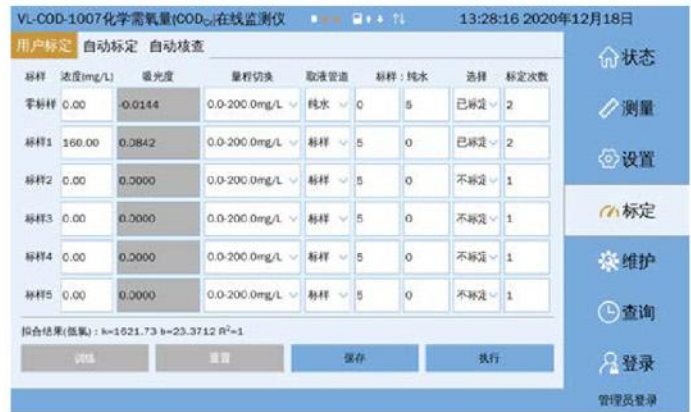 VL-COD-1007化学需氧量(CODCr)在线监测仪 13:28:16 2020年12月18日
用户标定 自动标定 自动核查
标样 浓度(mg/L) 吸光度 量程切换 取液管道 标样：纯水 选择 标定次数
零标样 0.00 -0.0144 0.0-200.0mg/L 纯水 0 5 已标定 2
标样1 160.00 0.0842 0.0-200.0mg/L 标样 5 0 已标定 2
标样2 0.00 0.0000 0.0-200.0mg/L 标样 5 0 不标定 1
标样3 0.00 0.0000 0.0-200.0mg/L 标样 5 0 不标定 1
标样4 0.00 0.0000 0.0-200.0mg/L 标样 5 0 不标定 1
标样5 0.00 0.0000 0.0-200.0mg/L 标样 5 0 不标定 1
拟合结果(低氯)：k=1621.73 b=23.3712 R²=1
训练 重置 保存 执行
状态
测量
设置
标定
维护
查询
登录
管理员登录